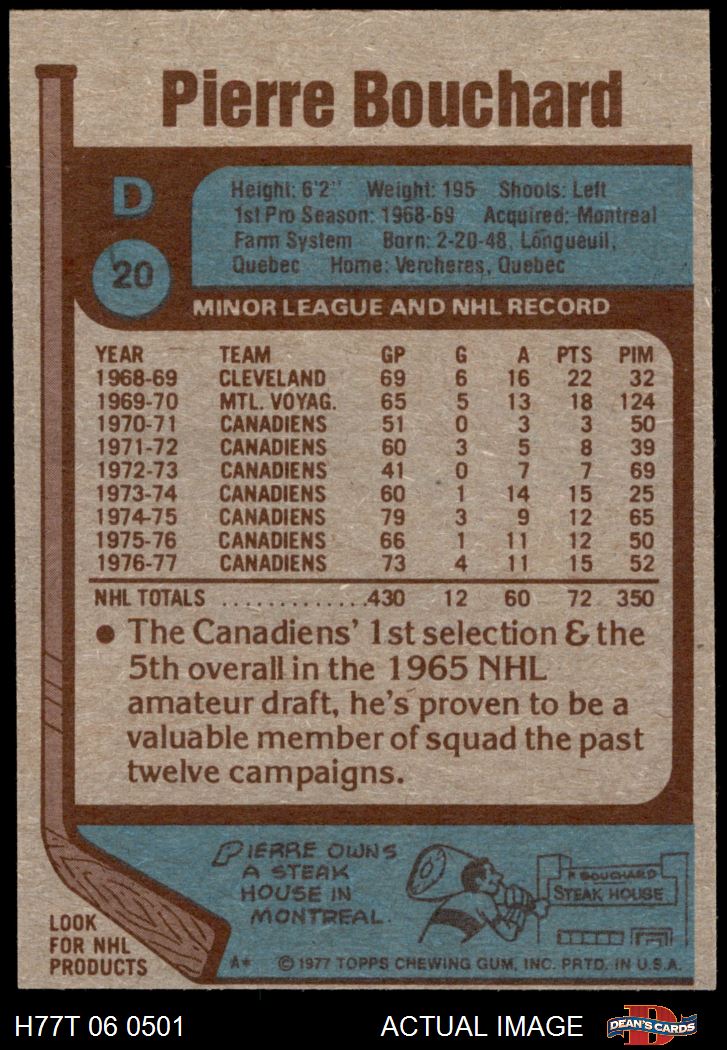 Pierre Bouchard
D
20
Height: 6'2" Weight: 195 Shoots: Left
1st Pro Season: 1968-69 Acquired: Montreal
Farm System Born: 2-20-48, Longueuil,
Quebec Home: Vercheres, Quebec
MINOR LEAGUE AND NHL RECORD
YEAR TEAM GP G A PTS PIM
1968-69 CLEVELAND 69 6 16 22 32
1969-70 MTL. VOYAG. 65 5 13 18 124
1970-71 CANADIENS 51 0 3 3 50
1971-72 CANADIENS 60 3 5 8 39
1972-73 CANADIENS 41 0 7 7 69
1973-74 CANADIENS 60 1 14 15 25
1974-75 CANADIENS 79 3 9 12 65
1975-76 CANADIENS 66 1 11 12 50
1976-77 CANADIENS 73 4 11 15 52
NHL TOTALS ..............430 12 60 72 350
● The Canadiens' 1st selection & the
5th overall in the 1965 NHL
amateur draft, he's proven to be a
valuable member of squad the past
twelve campaigns.
PIERRE OWNS
A STEAK
HOUSE IN
MONTREAL.
P. BOUCHARD
STEAK HOUSE
LOOK
FOR NHL
PRODUCTS
A* © 1977 TOPPS CHEWING GUM, INC. PRTD. IN U.S.A.
H77T 06 0501 ACTUAL IMAGE
DEAN'S CARDS